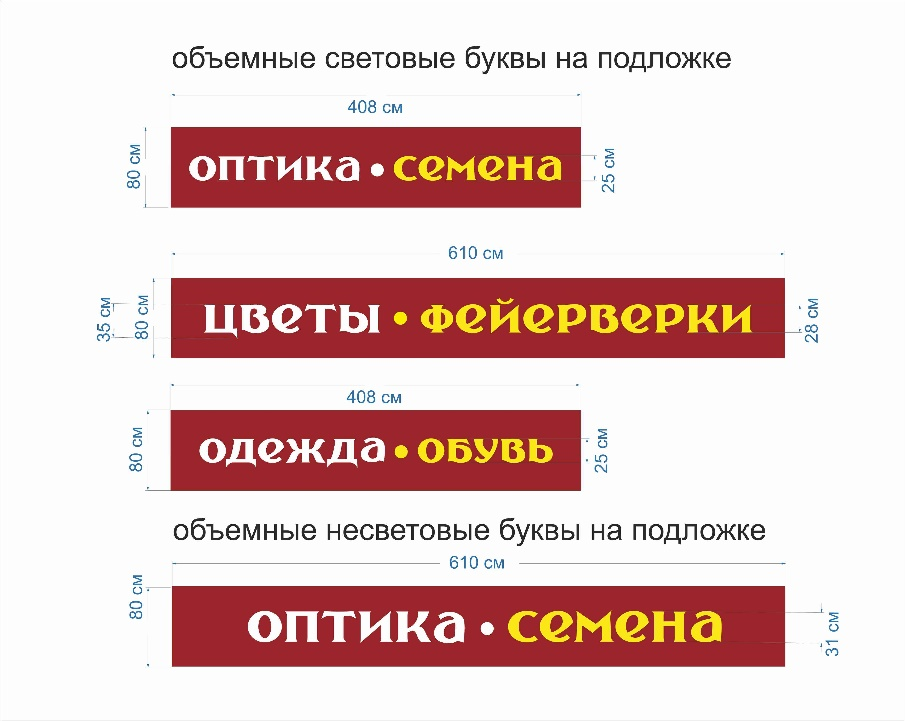 объемные световые буквы на подложке
408 см
80 см
оптика • семена
25 см
610 см
35 см
80 см
цветы • фейерверки
28 см
408 см
80 см
одежда • обувь
25 см
объемные несветовые буквы на подложке
610 см
80 см
оптика • семена
31 см